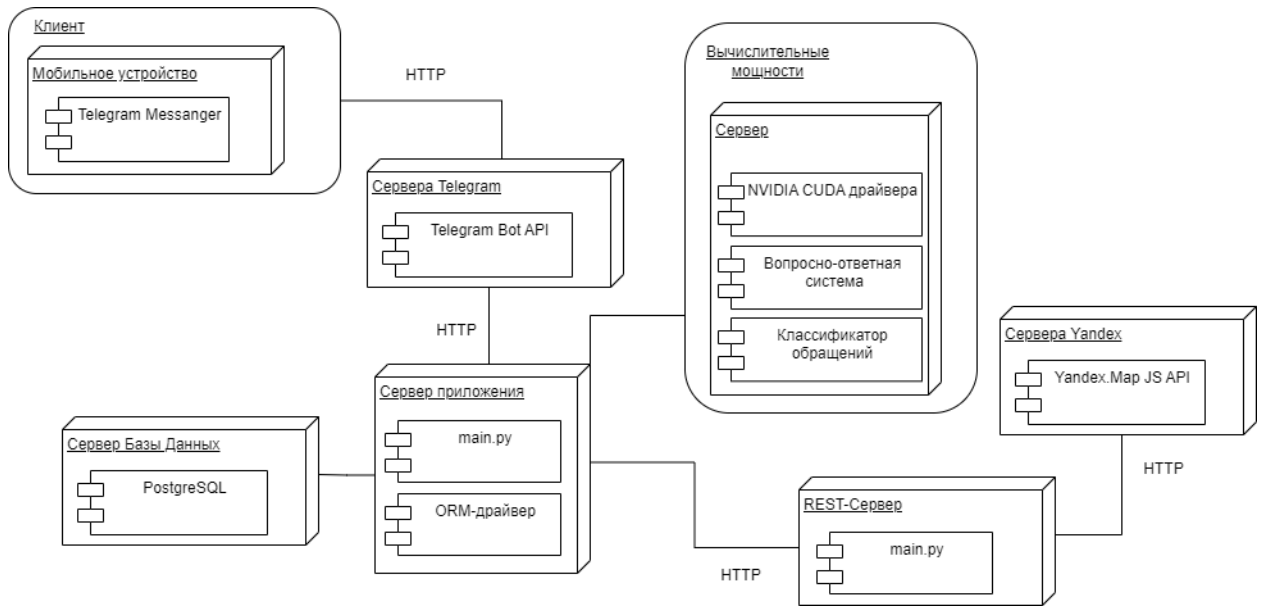 Клиент
Мобильное устройство
Telegram Messanger
HTTP
Вычислительные
мощности
Сервер
NVIDIA CUDA драйвера
Вопросно-ответная
система
Классификатор
обращений
Сервера Telegram
Telegram Bot API
HTTP
Сервера Yandex
Yandex.Map JS API
HTTP
Сервер приложения
main.py
ORM-драйвер
Сервер Базы Данных
PostgreSQL
REST-Сервер
main.py
HTTP